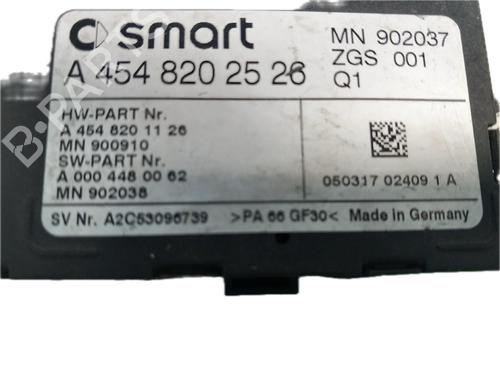 smart
MN 902037
A 454 820 25 26
ZGS 001
Q1
HW-PART Nr.
A 454 820 11 26
MN 900910
SW-PART Nr.
A 000 448 00 62
MN 902038
050317 02409 1 A
SV Nr. A2C53096739 >PA 66 GF30< Made in Germany
B-PARTS